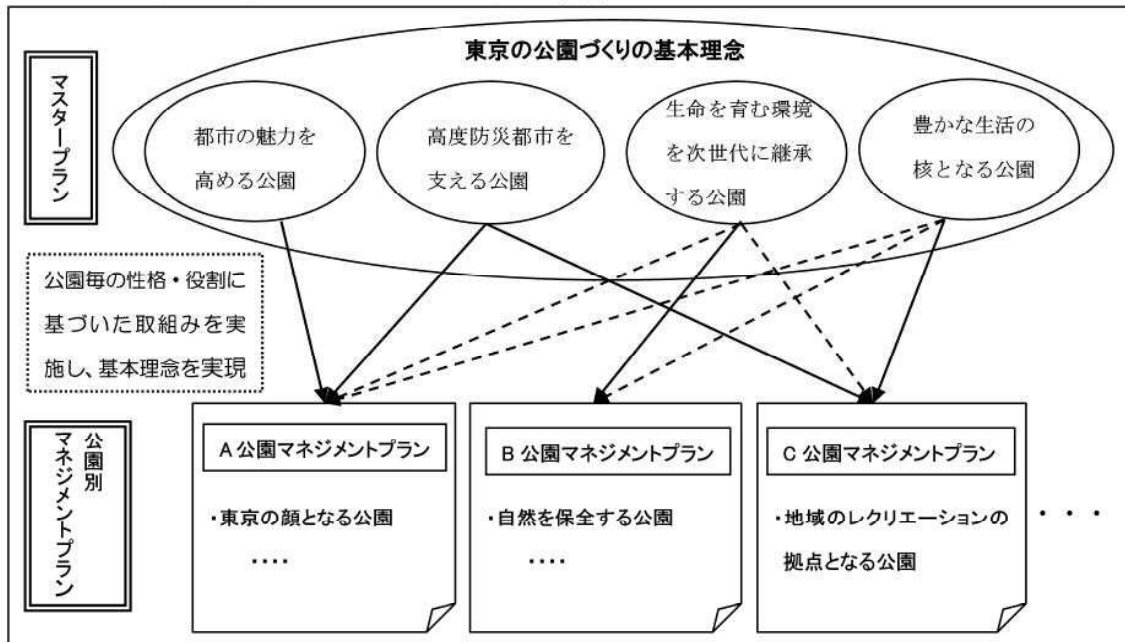 東京の公園づくりの基本理念
マスタープラン
都市の魅力を
高める公園
高度防災都市を
支える公園
生命を育む環境
を次世代に継承
する公園
豊かな生活の
核となる公園
公園毎の性格・役割に
基づいた取組みを実
施し、基本理念を実現
公園別
マネジメントプラン
A公園マネジメントプラン
・東京の顔となる公園
‥‥
B公園マネジメントプラン
・自然を保全する公園
‥‥
C公園マネジメントプラン
・地域のレクリエーションの
拠点となる公園
・・・